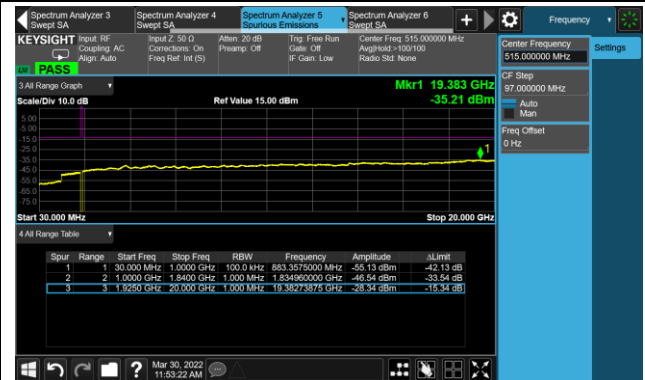 Spectrum Analyzer 3
Swept SA
Spectrum Analyzer 4
Swept SA
Spectrum Analyzer 5
Spurious Emissions
Spectrum Analyzer 6
Swept SA
+
Frequency
KEYSIGHT
Input: RF
Coupling: AC
Align: Auto
Input Z: 50 Ω
Corrections: On
Freq Ref: Int (S)
Atten: 20 dB
Preamp: Off
Trig: Free Run
Gate: Off
IF Gain: Low
Center Freq: 515.000000 MHz
Avg|Hold:>100/100
Radio Std: None
PASS
Center Frequency
515.000000 MHz
Settings
CF Step
97.000000 MHz
Auto
Man
Freq Offset
0 Hz
3 All Range Graph
Mkr1 19.383 GHz
Scale/Div 10.0 dB
Ref Value 15.00 dBm
-35.21 dBm
5.00
-5.00
-15.0
-25.0
-35.0
-45.0
-55.0
-65.0
-75.0
1
Start 30.000 MHz
Stop 20.000 GHz
4 All Range Table
Spur Range Start Freq Stop Freq RBW Frequency Amplitude ΔLimit
1 1 30.000 MHz 1.0000 GHz 100.0 kHz 883.3575000 MHz -55.13 dBm -42.13 dB
2 2 1.0000 GHz 1.8400 GHz 1.000 MHz 1.834960000 GHz -46.54 dBm -33.54 dB
3 3 1.9250 GHz 20.000 GHz 1.000 MHz 19.38273875 GHz -28.34 dBm -15.34 dB
?
Mar 30, 2022
11:53:22 AM